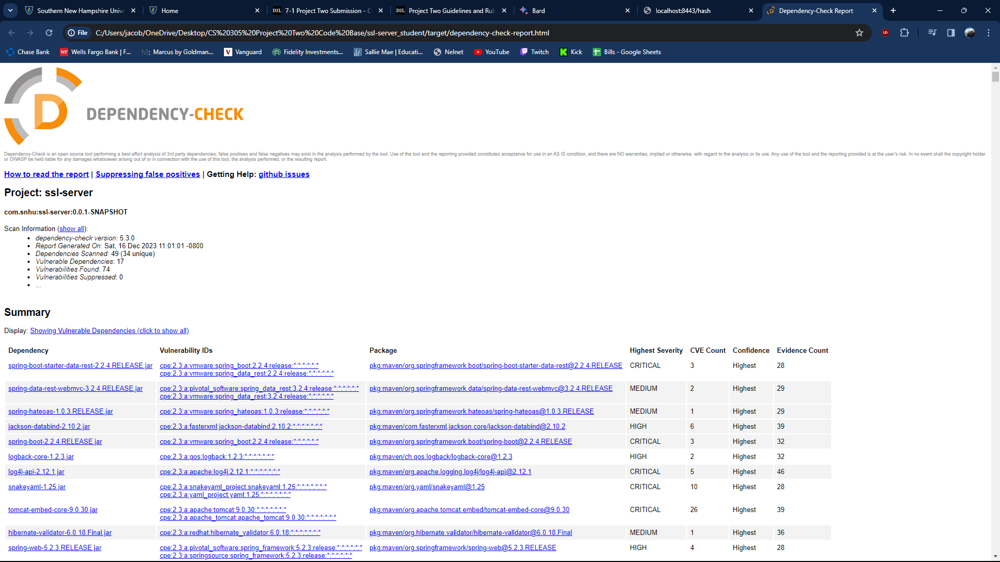 Southern New Hampshire Unive
Home
D2L 7-1 Project Two Submission - C
D2L Project Two Guidelines and Rub
Bard
localhost:8443/hash
Dependency-Check Report
File C:/Users/jacob/OneDrive/Desktop/CS%20305%20Project%20Two%20Code%20Base/ssl-server_student/target/dependency-check-report.html
Chase Bank WF Wells Fargo Bank | F... M: Marcus by Goldman... V Vanguard Fidelity Investments... Sallie Mae | Educati... Nelnet YouTube Twitch K Kick Bills - Google Sheets
D DEPENDENCY-CHECK
Dependency-Check is an open source tool performing a best effort analysis of 3rd party dependencies; false positives and false negatives may exist in the analysis performed by the tool. Use of the tool and the reporting provided constitutes acceptance for use in an AS IS condition, and there are NO warranties, implied or otherwise, with regard to the analysis or its use. Any use of the tool and the reporting provided is at the user's risk. In no event shall the copyright holder
or OWASP be held liable for any damages whatsoever arising out of or in connection with the use of this tool, the analysis performed, or the resulting report.
How to read the report | Suppressing false positives | Getting Help: github issues
Project: ssl-server
com.snhu:ssl-server:0.0.1-SNAPSHOT
Scan Information (show all):
• dependency-check version: 5.3.0
• Report Generated On: Sat, 16 Dec 2023 11:01:01 -0800
• Dependencies Scanned: 49 (34 unique)
• Vulnerable Dependencies: 17
• Vulnerabilities Found: 74
• Vulnerabilities Suppressed: 0
• ...
Summary
Display: Showing Vulnerable Dependencies (click to show all)
Dependency Vulnerability IDs Package Highest Severity CVE Count Confidence Evidence Count
spring-boot-starter-data-rest-2.2.4.RELEASE.jar cpe:2.3:a:vmware:spring_boot:2.2.4:release:*:*:*:*:*:* pkg:maven/org.springframework.boot/spring-boot-starter-data-rest@2.2.4.RELEASE CRITICAL 3 Highest 28
cpe:2.3:a:vmware:spring_data_rest:2.2.4:release:*:*:*:*:*:*
spring-data-rest-webmvc-3.2.4.RELEASE.jar cpe:2.3:a:pivotal_software:spring_data_rest:3.2.4:release:*:*:*:*:*:* pkg:maven/org.springframework.data/spring-data-rest-webmvc@3.2.4.RELEASE MEDIUM 2 Highest 29
cpe:2.3:a:vmware:spring_data_rest:3.2.4:release:*:*:*:*:*:*
spring-hateoas-1.0.3.RELEASE.jar cpe:2.3:a:vmware:spring_hateoas:1.0.3:release:*:*:*:*:*:* pkg:maven/org.springframework.hateoas/spring-hateoas@1.0.3.RELEASE MEDIUM 1 Highest 29
jackson-databind-2.10.2.jar cpe:2.3:a:fasterxml:jackson-databind:2.10.2:*:*:*:*:*:*:* pkg:maven/com.fasterxml.jackson.core/jackson-databind@2.10.2 HIGH 6 Highest 39
spring-boot-2.2.4.RELEASE.jar cpe:2.3:a:vmware:spring_boot:2.2.4:release:*:*:*:*:*:* pkg:maven/org.springframework.boot/spring-boot@2.2.4.RELEASE CRITICAL 3 Highest 32
logback-core-1.2.3.jar cpe:2.3:a:qos:logback:1.2.3:*:*:*:*:*:*:* pkg:maven/ch.qos.logback/logback-core@1.2.3 HIGH 2 Highest 32
log4j-api-2.12.1.jar cpe:2.3:a:apache:log4j:2.12.1:*:*:*:*:*:*:* pkg:maven/org.apache.logging.log4j/log4j-api@2.12.1 CRITICAL 5 Highest 46
snakeyaml-1.25.jar cpe:2.3:a:snakeyaml_project:snakeyaml:1.25:*:*:*:*:*:*:* pkg:maven/org.yaml/snakeyaml@1.25 CRITICAL 10 Highest 28
cpe:2.3:a:yaml_project:yaml:1.25:*:*:*:*:*:*:*
tomcat-embed-core-9.0.30.jar cpe:2.3:a:apache:tomcat:9.0.30:*:*:*:*:*:*:* pkg:maven/org.apache.tomcat.embed/tomcat-embed-core@9.0.30 CRITICAL 26 Highest 39
cpe:2.3:a:apache_tomcat:apache_tomcat:9.0.30:*:*:*:*:*:*:*
hibernate-validator-6.0.18.Final.jar cpe:2.3:a:redhat:hibernate_validator:6.0.18:*:*:*:*:*:*:* pkg:maven/org.hibernate.validator/hibernate-validator@6.0.18.Final MEDIUM 1 Highest 36
spring-web-5.2.3.RELEASE.jar cpe:2.3:a:pivotal_software:spring_framework:5.2.3:release:*:*:*:*:*:* pkg:maven/org.springframework/spring-web@5.2.3.RELEASE HIGH 4 Highest 28
cpe:2.3:a:springsource:spring_framework:5.2.3:release:*:*:*:*:*:*